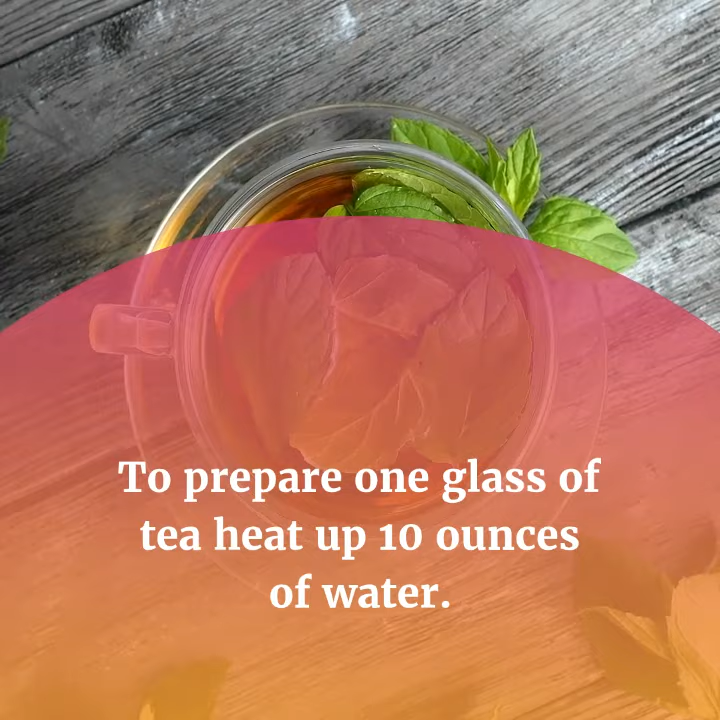 To prepare one glass of
tea heat up 10 ounces
of water.